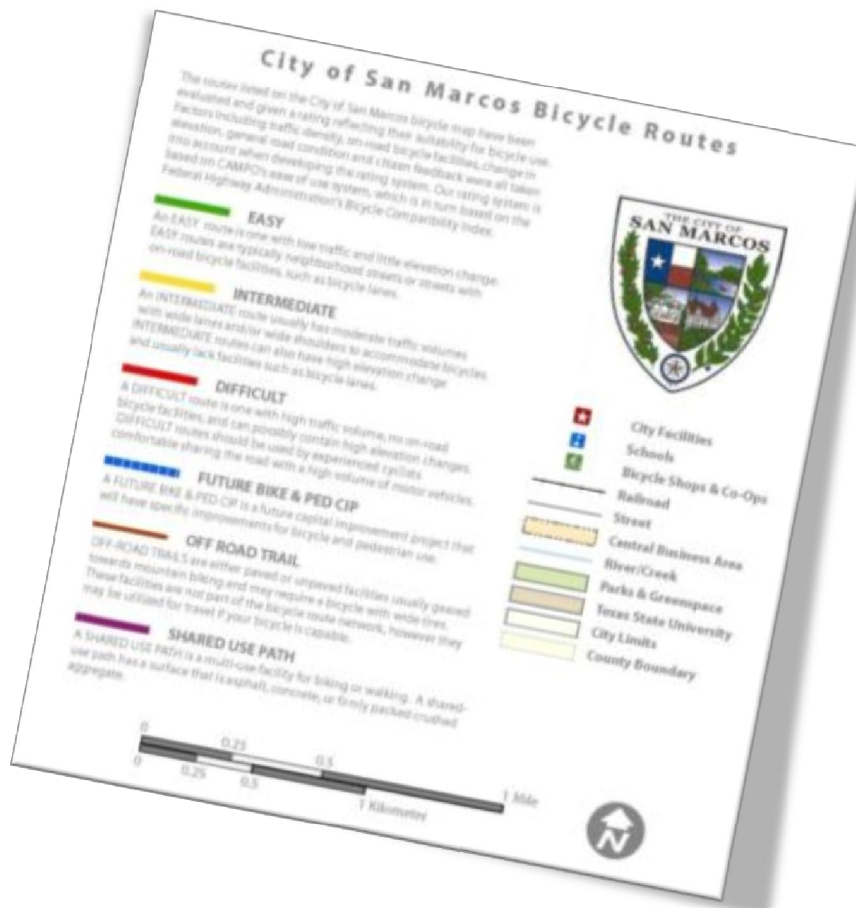 City of San Marcos Bicycle Routes
The routes listed on the City of San Marcos bicycle map have been
evaluated and given a rating reflecting their suitability for bicycle use.
Factors including traffic density, on-road bicycle facilities, change in
elevation, general road condition and citizen feedback were all taken
into account when developing the rating system. Our rating system is
based on CAMPO's ease of use system, which is in turn based on the
Federal Highway Administration's Bicycle Compatibility Index.
EASY
An EASY route is one with low traffic and little elevation change.
EASY routes are typically neighborhood streets or streets with
on-road bicycle facilities, such as bicycle lanes.
INTERMEDIATE
An INTERMEDIATE route usually has moderate traffic volumes
with wide lanes and/or wide shoulders to accommodate bicycles.
INTERMEDIATE routes can also have high elevation change
and usually lack facilities such as bicycle lanes.
DIFFICULT
A DIFFICULT route is one with high traffic volume, no on-road
bicycle facilities, and can possibly contain high elevation changes.
DIFFICULT routes should be used by experienced cyclists
comfortable sharing the road with a high volume of motor vehicles.
FUTURE BIKE & PED CIP
A FUTURE BIKE & PED CIP is a future capital improvement project that
will have specific improvements for bicycle and pedestrian use.
OFF ROAD TRAIL
OFF-ROAD TRAILS are either paved or unpaved facilities usually geared
towards mountain biking and may require a bicycle with wide tires.
These facilities are not part of the bicycle route network, however they
may be utilized for travel if your bicycle is capable.
SHARED USE PATH
A SHARED USE PATH is a multi-use facility for biking or walking. A shared-
use path has a surface that is asphalt, concrete, or firmly packed crushed
aggregate.
THE CITY OF
SAN MARCOS
City Facilities
Schools
Bicycle Shops & Co-Ops
Railroad
Street
Central Business Area
River/Creek
Parks & Greenspace
Texas State University
City Limits
County Boundary
0 0.25 0.5 1 Mile
0 0.25 0.5 1 Kilometer
N